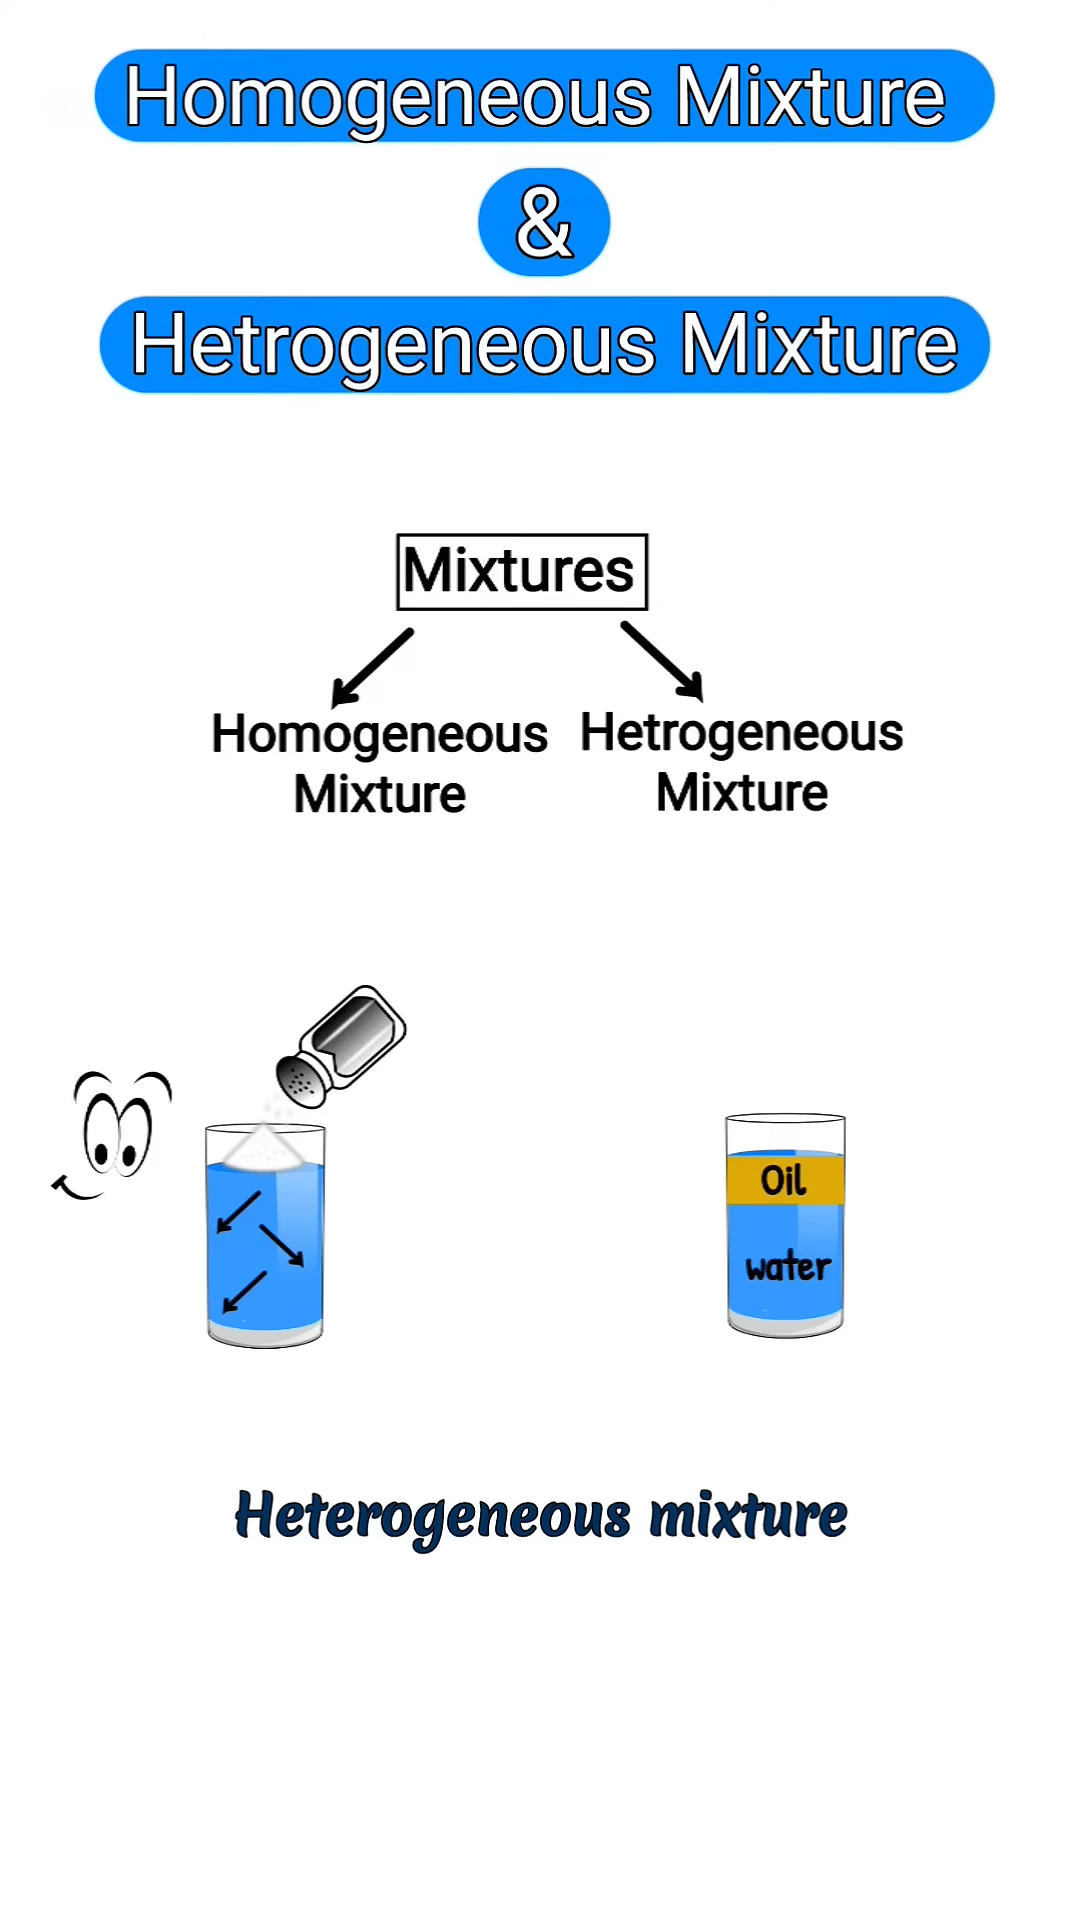 Homogeneous Mixture
&
Hetrogeneous Mixture
Mixtures
Homogeneous
Mixture
Hetrogeneous
Mixture
Oil
water
Heterogeneous mixture